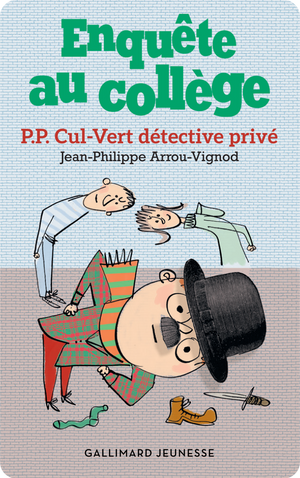 Enquête
au collège
P.P. Cul-Vert détective privé
Jean-Philippe Arrou-Vignod
GALLIMARD JEUNESSE